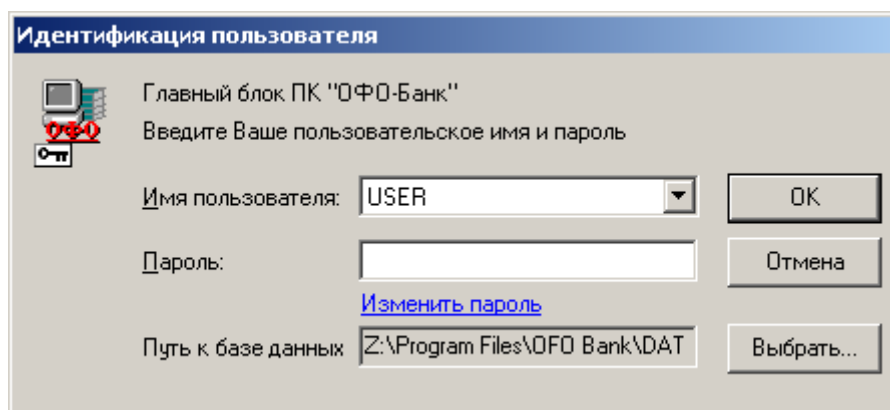 Идентификация пользователя
Главный блок ПК "ОФО-Банк"
ОФО
Введите Ваше пользовательское имя и пароль
Имя пользователя: USER OK
Пароль: Отмена
Изменить пароль
Путь к базе данных Z:\Program Files\OFO Bank\DAT Выбрать...